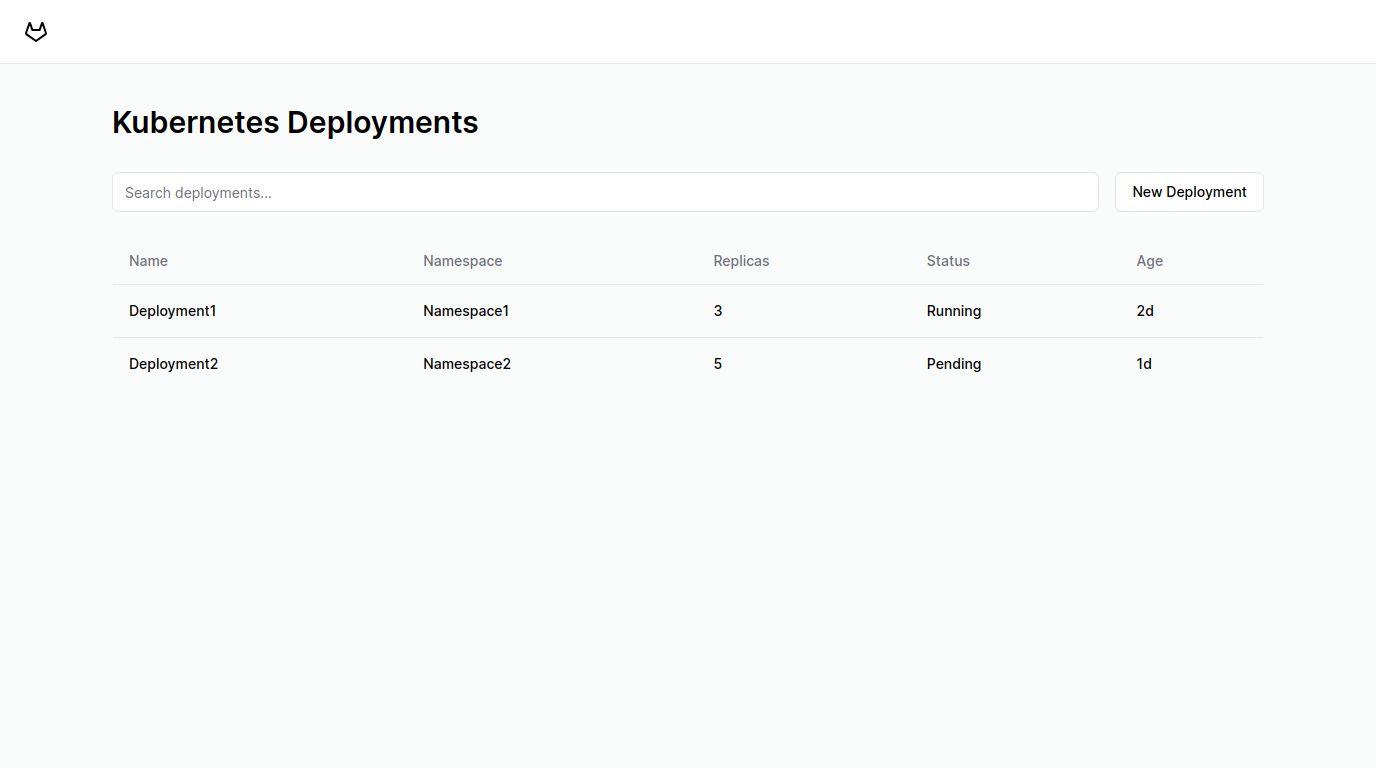 Kubernetes Deployments
Search deployments...
New Deployment
Name Namespace Replicas Status Age
Deployment1 Namespace1 3 Running 2d
Deployment2 Namespace2 5 Pending 1d